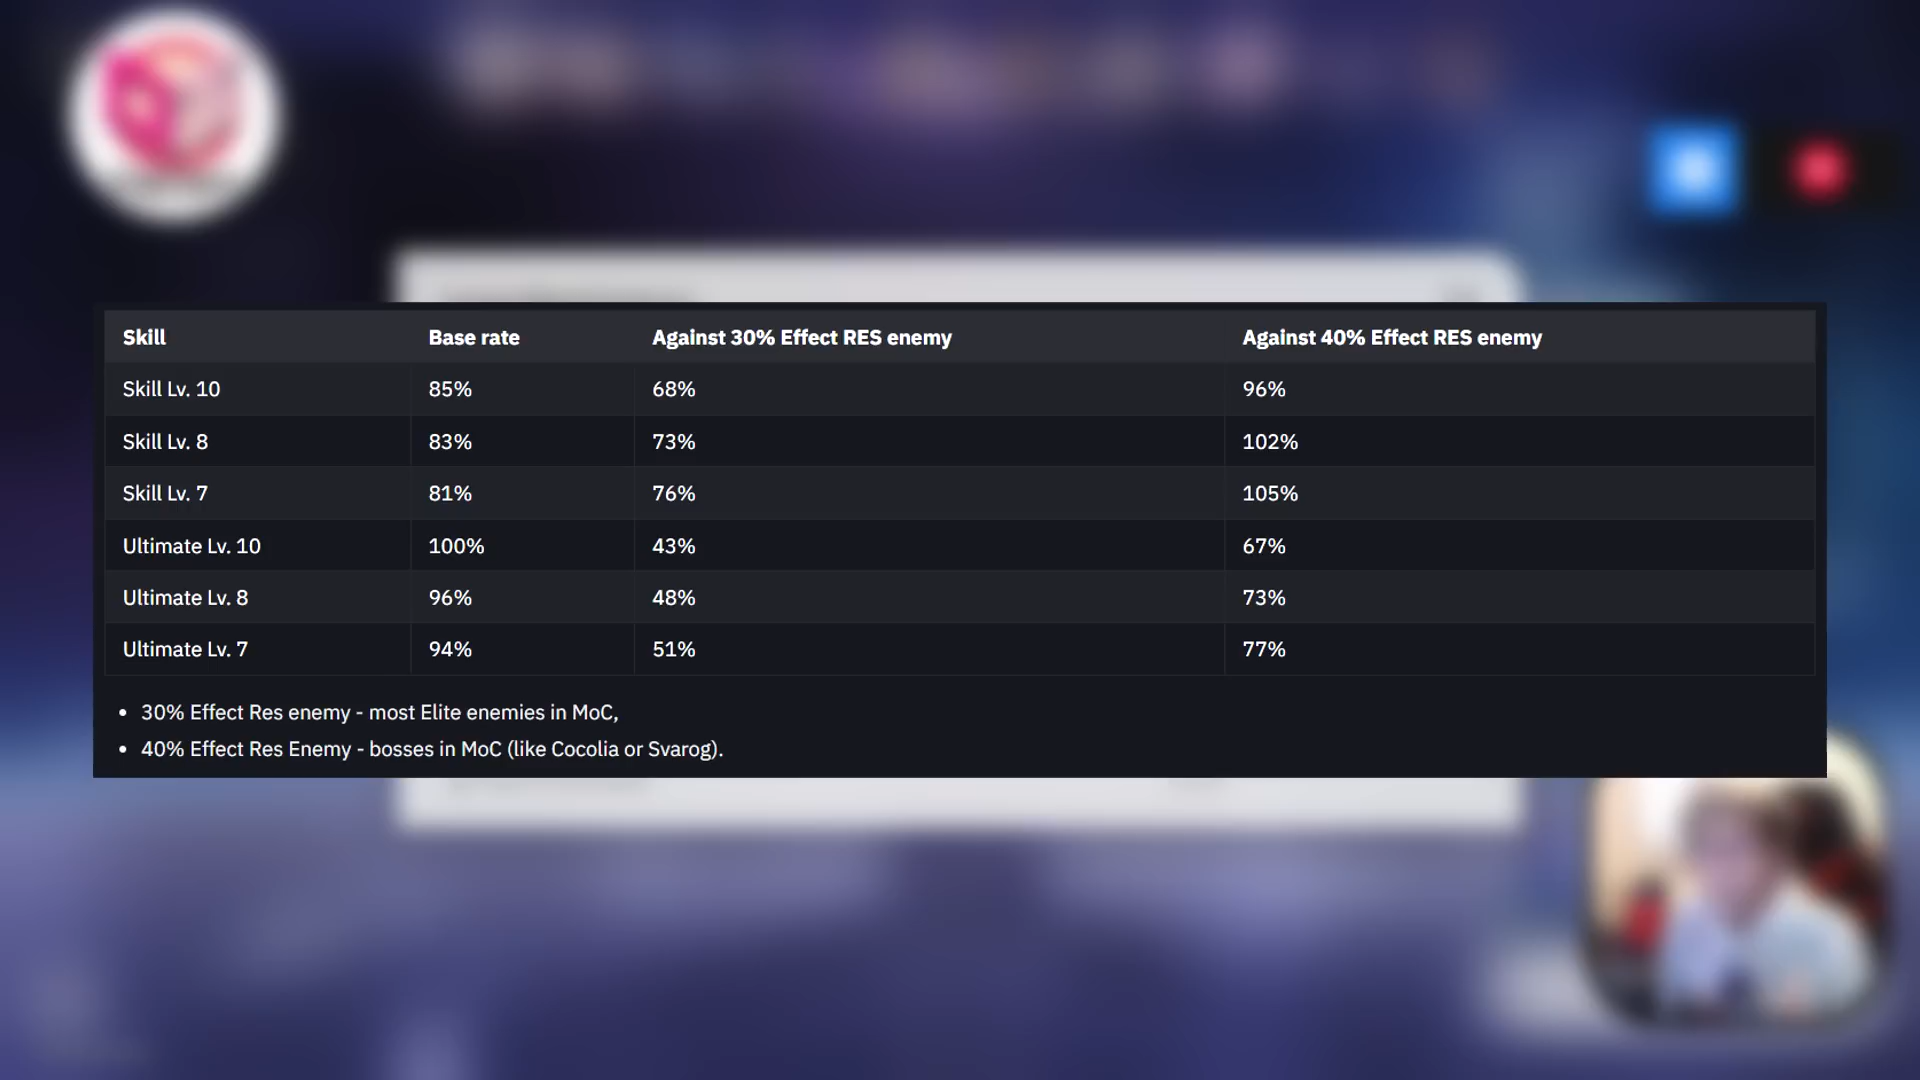 Skill Base rate Against 30% Effect RES enemy Against 40% Effect RES enemy
Skill Lv. 10 85% 68% 96%
Skill Lv. 8 83% 73% 102%
Skill Lv. 7 81% 76% 105%
Ultimate Lv. 10 100% 43% 67%
Ultimate Lv. 8 96% 48% 73%
Ultimate Lv. 7 94% 51% 77%
• 30% Effect Res enemy - most Elite enemies in MoC,
• 40% Effect Res Enemy - bosses in MoC (like Cocolia or Svarog).